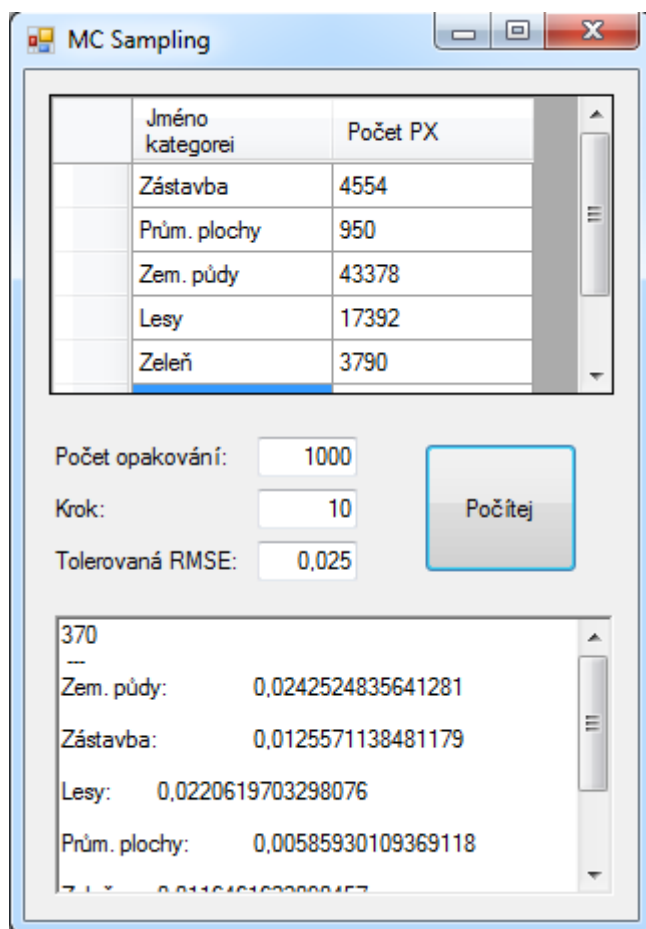 MC Sampling
Jméno
kategorei
Počet PX
Zástavba 4554
Prům. plochy 950
Zem. půdy 43378
Lesy 17392
Zeleň 3790
Počet opakování: 1000
Krok: 10
Počítej
Tolerovaná RMSE: 0,025
370
---
Zem. půdy: 0,0242524835641281
Zástavba: 0,0125571138481179
Lesy: 0,0220619703298076
Prům. plochy: 0,00585930109369118